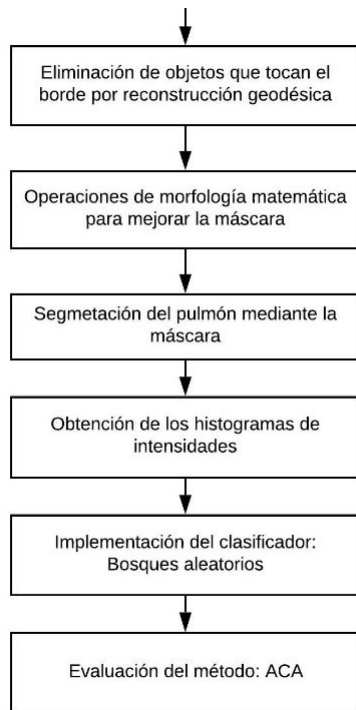 Eliminación de objetos que tocan el
borde por reconstrucción geodésica
Operaciones de morfología matemática
para mejorar la máscara
Segmetación del pulmón mediante la
máscara
Obtención de los histogramas de
intensidades
Implementación del clasificador:
Bosques aleatorios
Evaluación del método: ACA